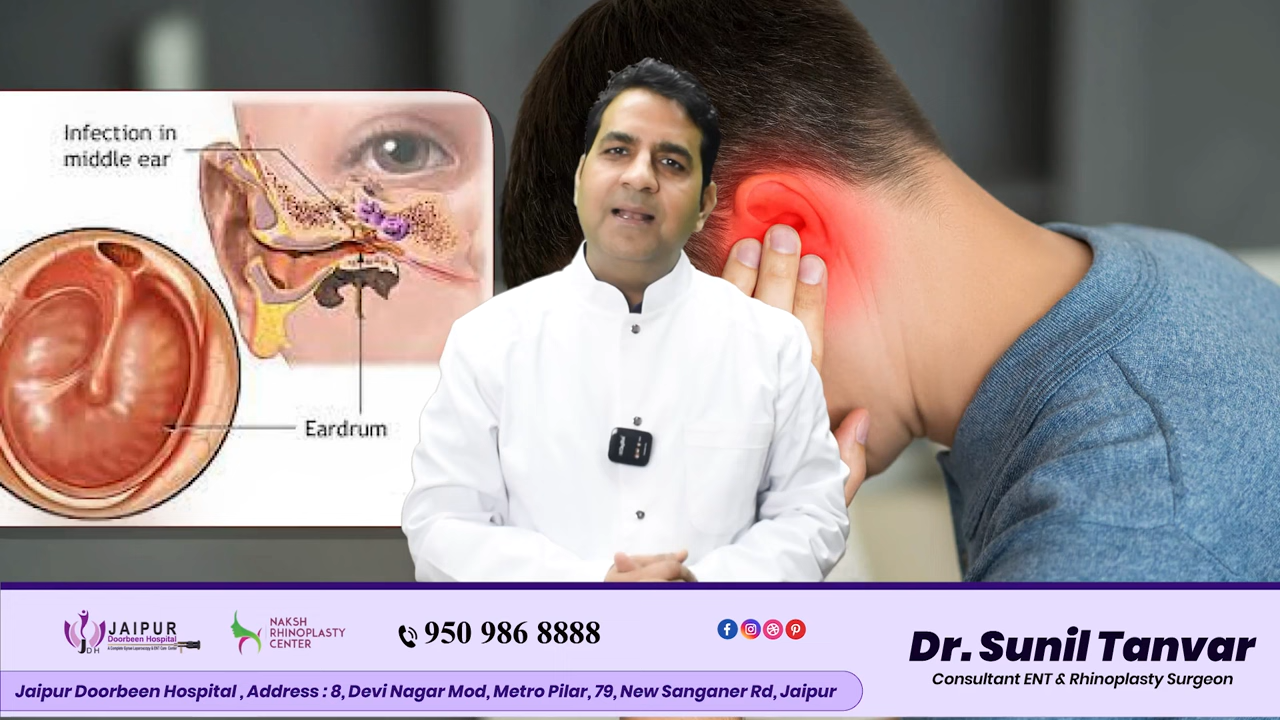 Infection in
middle ear
Eardrum
JAIPUR
Doorbeen Hospital
JDH
NAKSH
RHINOPLASTY
CENTER
950 986 8888
Dr. Sunil Tanvar
Consultant ENT & Rhinoplasty Surgeon
Jaipur Doorbeen Hospital , Address : 8, Devi Nagar Mod, Metro Pilar, 79, New Sanganer Rd, Jaipur